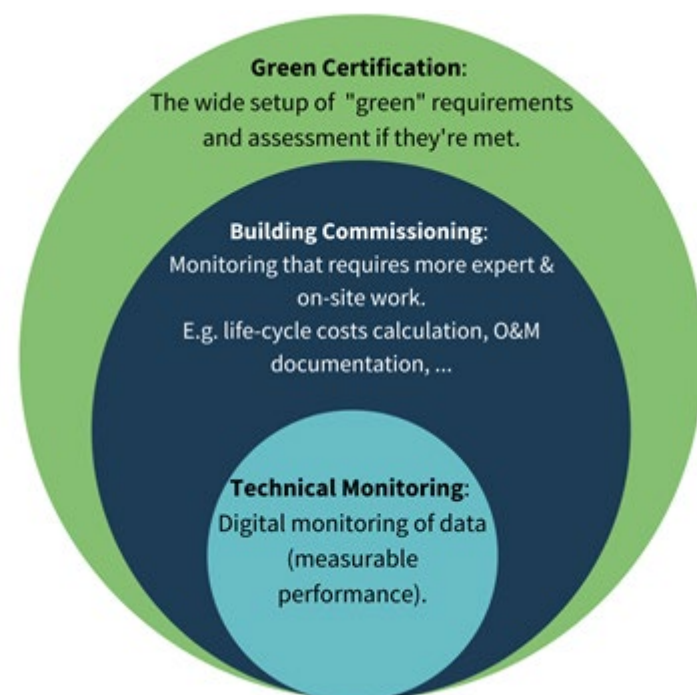 Green Certification:
The wide setup of "green" requirements
and assessment if they're met.
Building Commissioning:
Monitoring that requires more expert &
on-site work.
E.g. life-cycle costs calculation, O&M
documentation, ...
Technical Monitoring:
Digital monitoring of data
(measurable
performance).